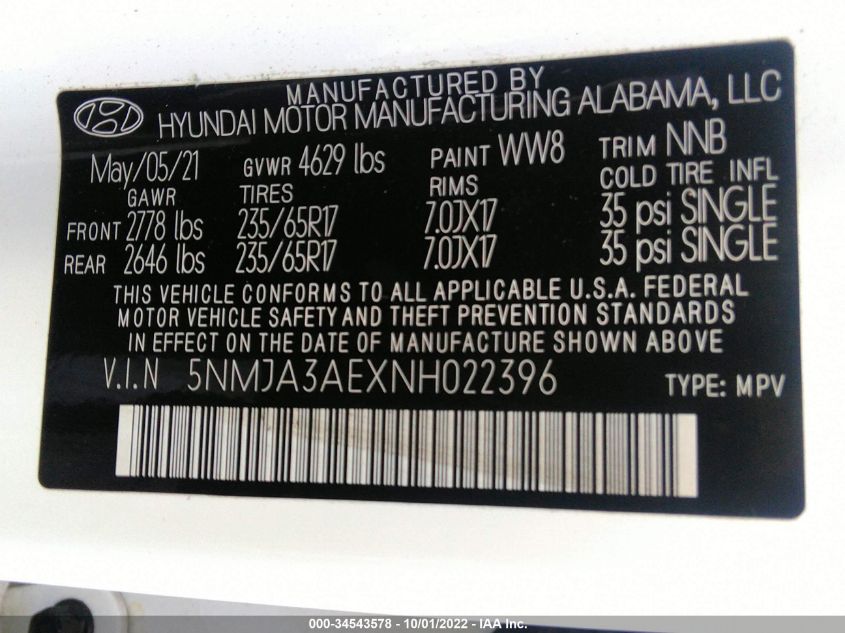 MANUFACTURED BY
HYUNDAI MOTOR MANUFACTURING ALABAMA, LLC
May/05/21 GVWR 4629 lbs PAINT WW8 TRIM NNB
GAWR TIRES RIMS COLD TIRE INFL
FRONT 2778 lbs 235/65R17 7.0JX17 35 psi SINGLE
REAR 2646 lbs 235/65R17 7.0JX17 35 psi SINGLE
THIS VEHICLE CONFORMS TO ALL APPLICABLE U.S.A. FEDERAL
MOTOR VEHICLE SAFETY AND THEFT PREVENTION STANDARDS
IN EFFECT ON THE DATE OF MANUFACTURE SHOWN ABOVE
V.I.N 5NMJA3AEXNH022396 TYPE: MPV
000-34543578 - 10/01/2022 - IAA Inc.